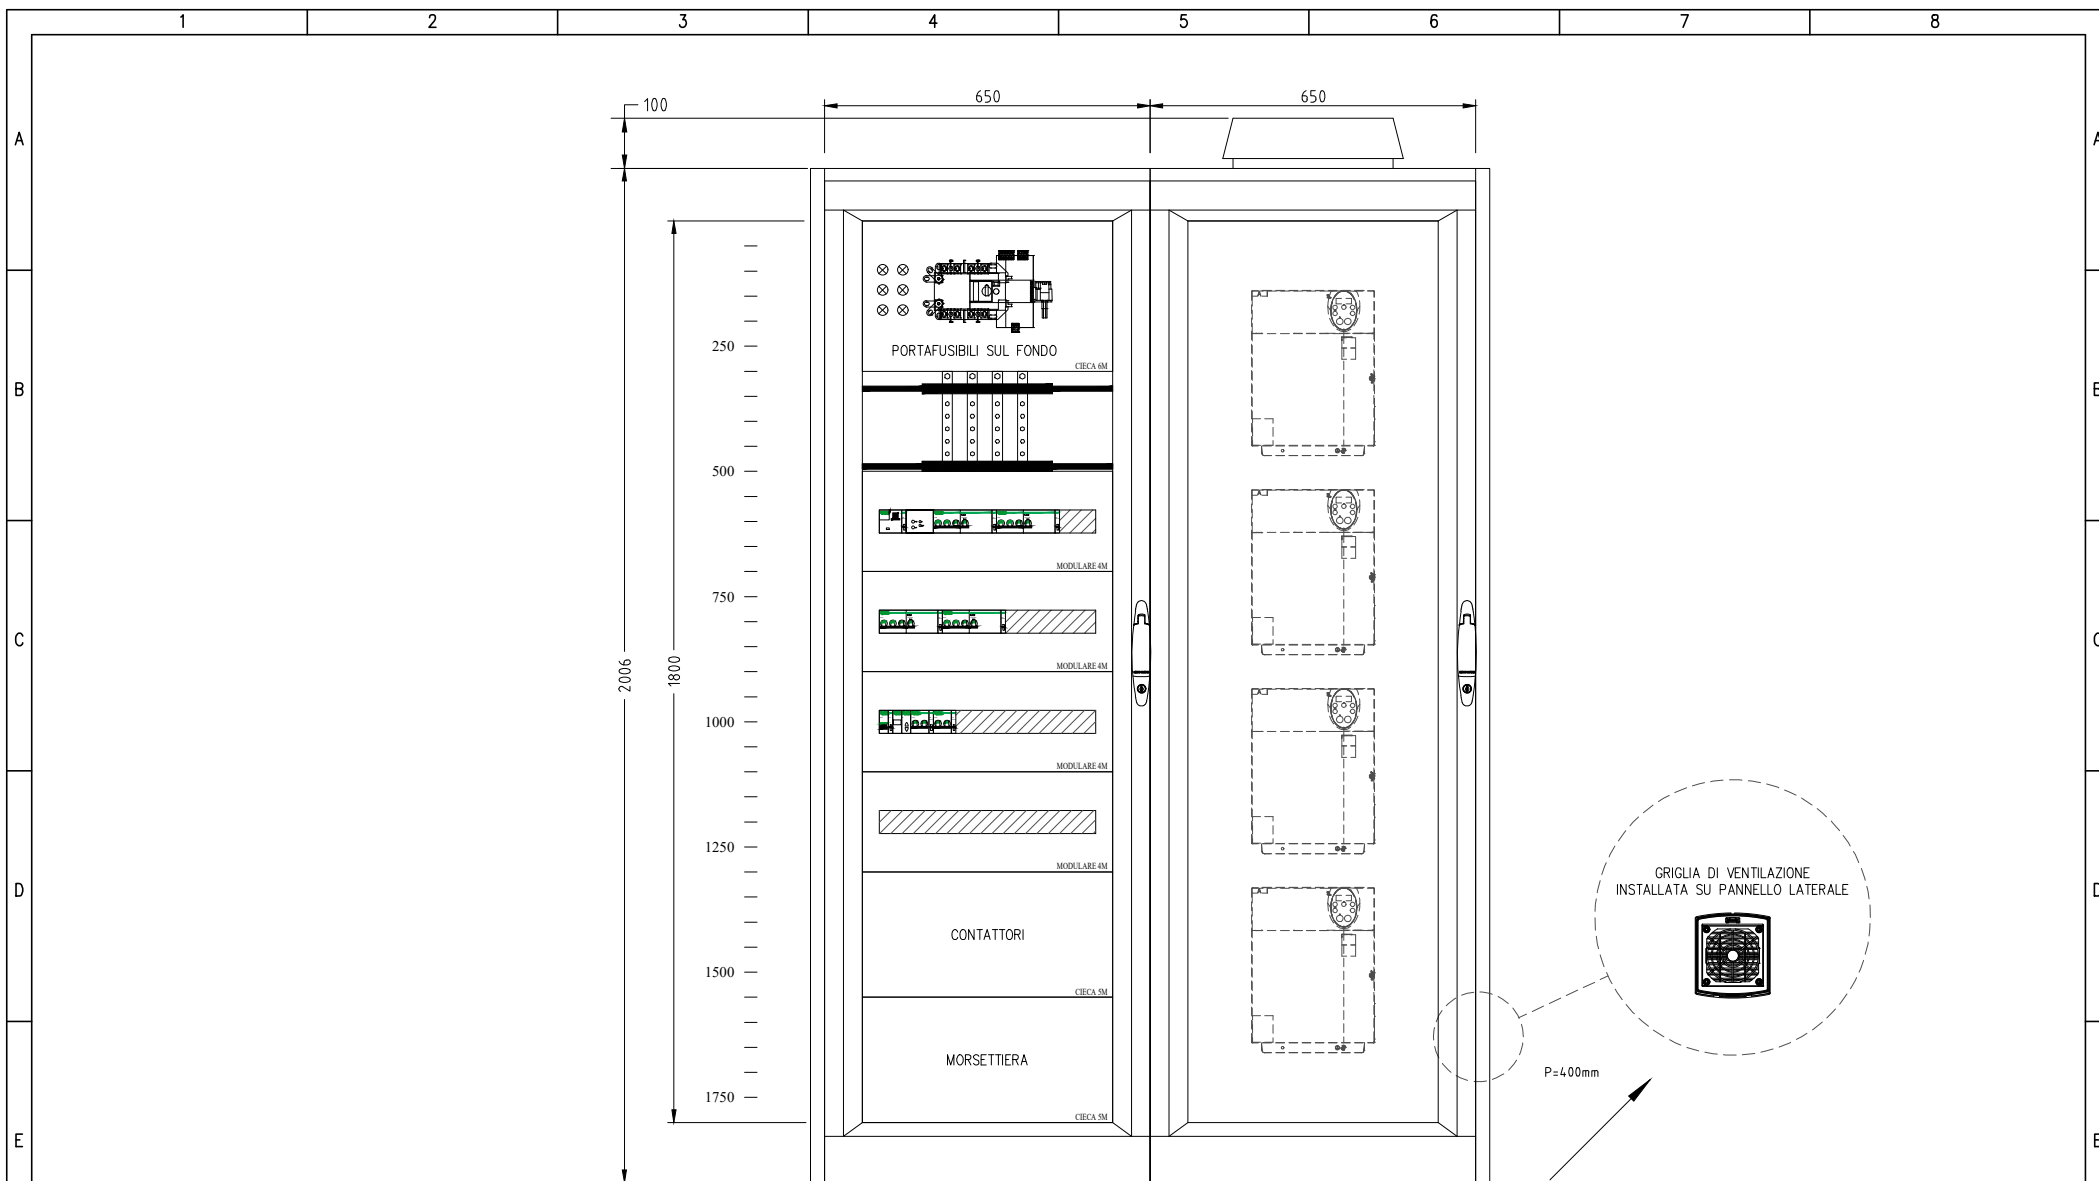 1 2 3 4 5 6 7 8
100
650 650
A A
PORTAFUSIBILI SUL FONDO
CIECA 6M
250
B B
500
MODULARE 4M
750
MODULARE 4M
C C
2006
1800
1000
MODULARE 4M
1250
MODULARE 4M
GRIGLIA DI VENTILAZIONE
INSTALLATA SU PANNELLO LATERALE
D D
CONTATTORI
1500
CIECA 5M
MORSETTIERA
P=400mm
1750
CIECA 5M
E E